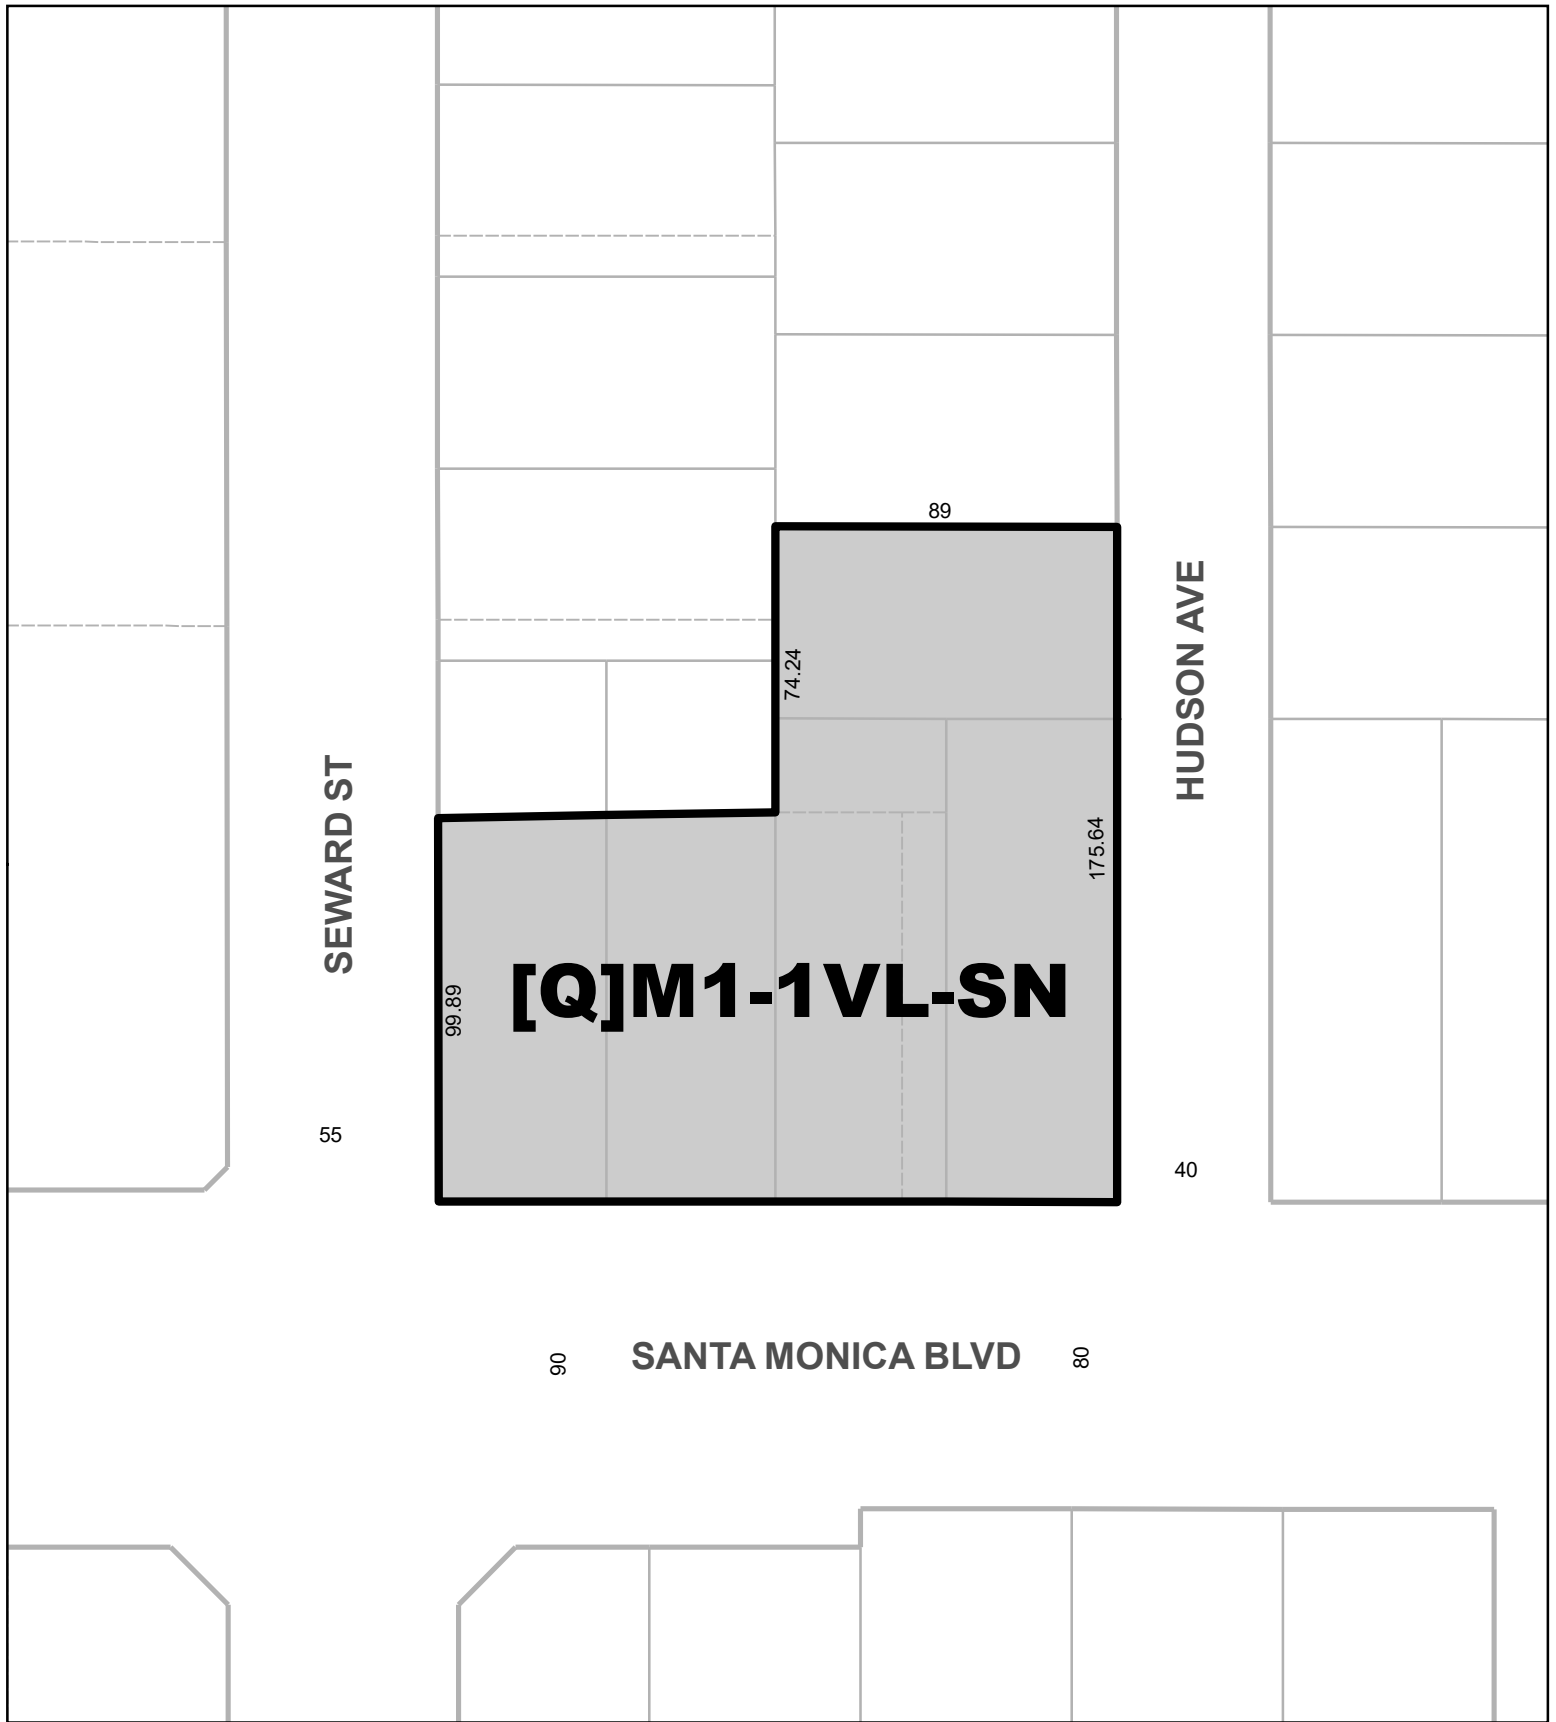 89
HUDSON AVE
74.24
SEWARD ST
175.64
[Q]M1-1VL-SN
99.89
55
40
90
SANTA MONICA BLVD
80